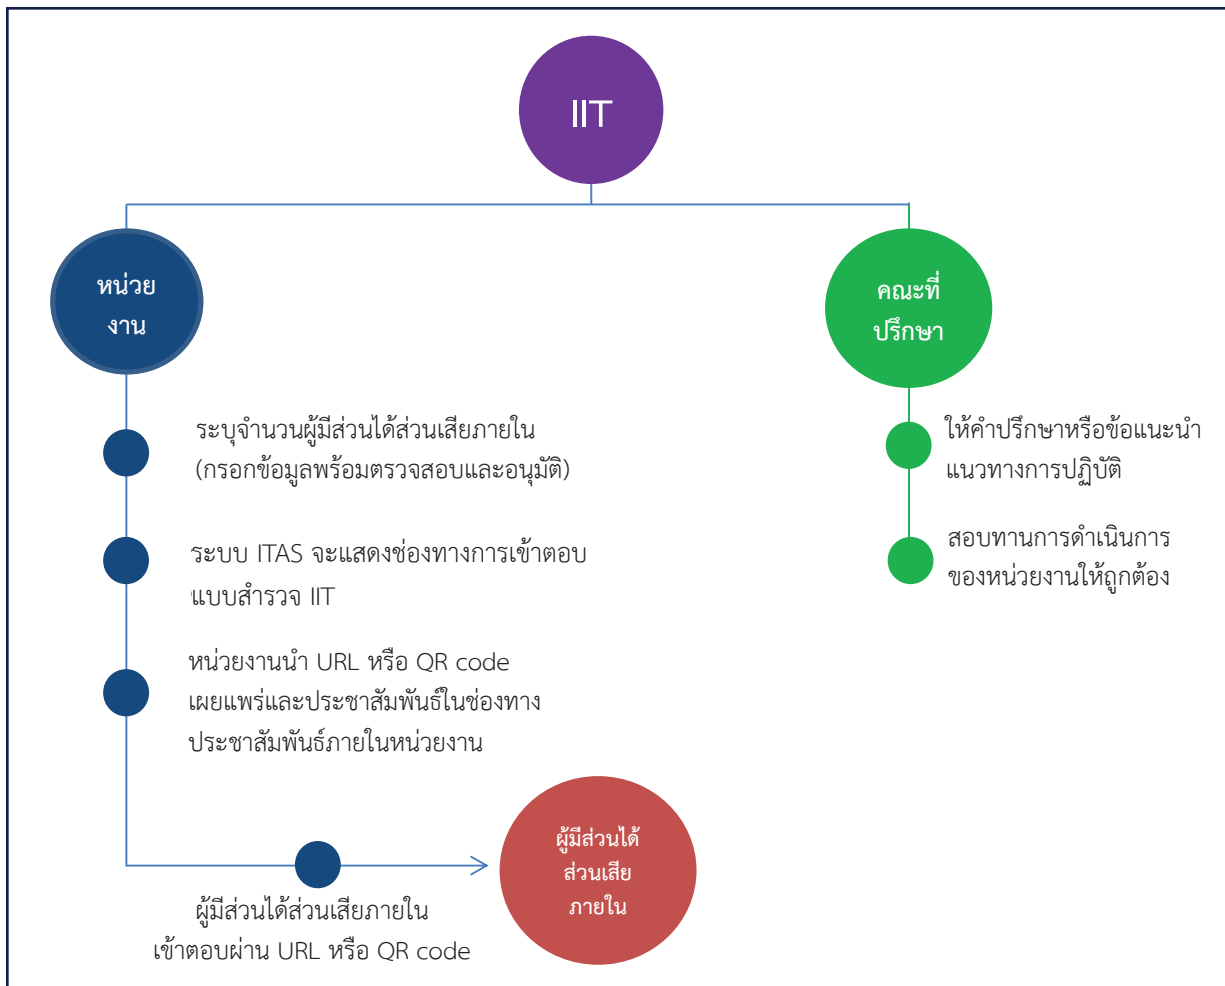 IIT
หน่วย
งาน
คณะที่
ปรึกษา
ระบุจำนวนผู้มีส่วนได้ส่วนเสียภายใน
(กรอกข้อมูลพร้อมตรวจสอบและอนุมัติ)
ระบบ ITAS จะแสดงช่องทางการเข้าตอบ
แบบสำรวจ IIT
หน่วยงานนำ URL หรือ QR code
เผยแพร่และประชาสัมพันธ์ในช่องทาง
ประชาสัมพันธ์ภายในหน่วยงาน
ผู้มีส่วนได้ส่วนเสียภายใน
เข้าตอบผ่าน URL หรือ QR code
ผู้มีส่วนได้
ส่วนเสีย
ภายใน
ให้คำปรึกษาหรือข้อแนะนำ
แนวทางการปฏิบัติ
สอบทานการดำเนินการ
ของหน่วยงานให้ถูกต้อง